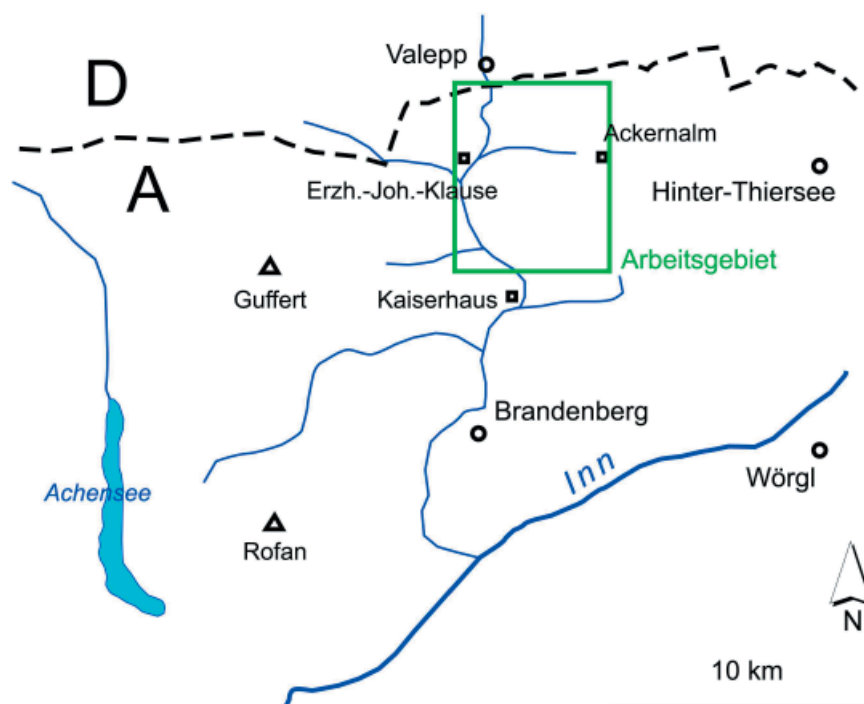 Valepp
D
Ackernalm
A
Erzh.-Joh.-Klause
Hinter-Thiersee
Arbeitsgebiet
Guffert
Kaiserhaus
Brandenberg
Inn
Wörgl
Achensee
Rofan
N
10 km